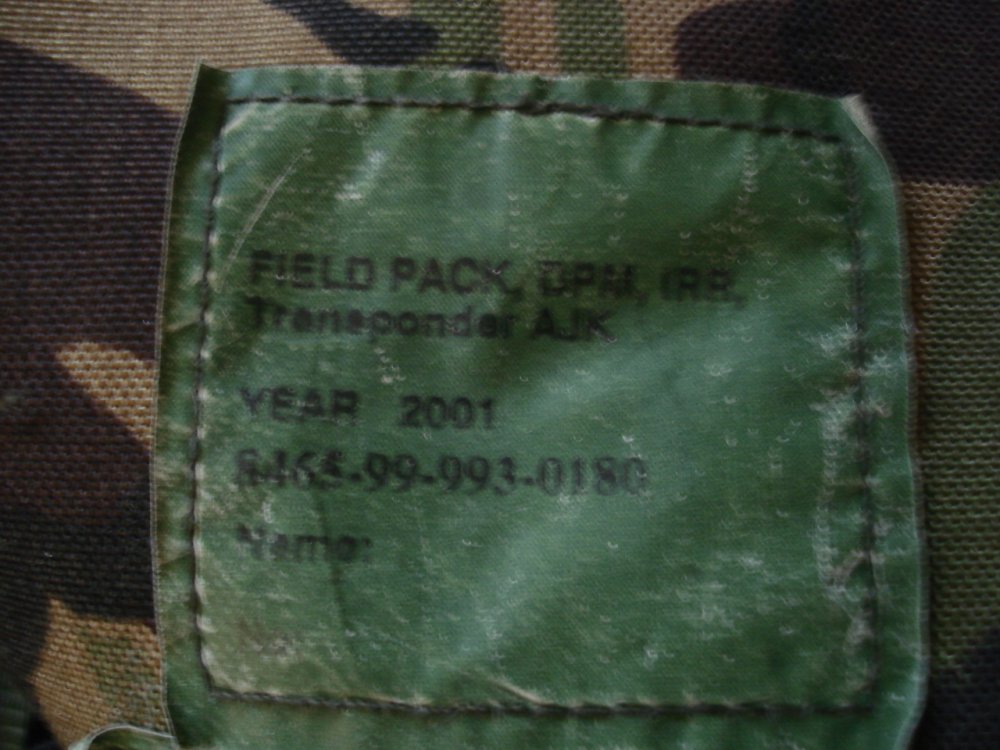 FIELD PACK, DPM, IRR,
Transponder AJK
YEAR 2001
8465-99-993-0180
Name: